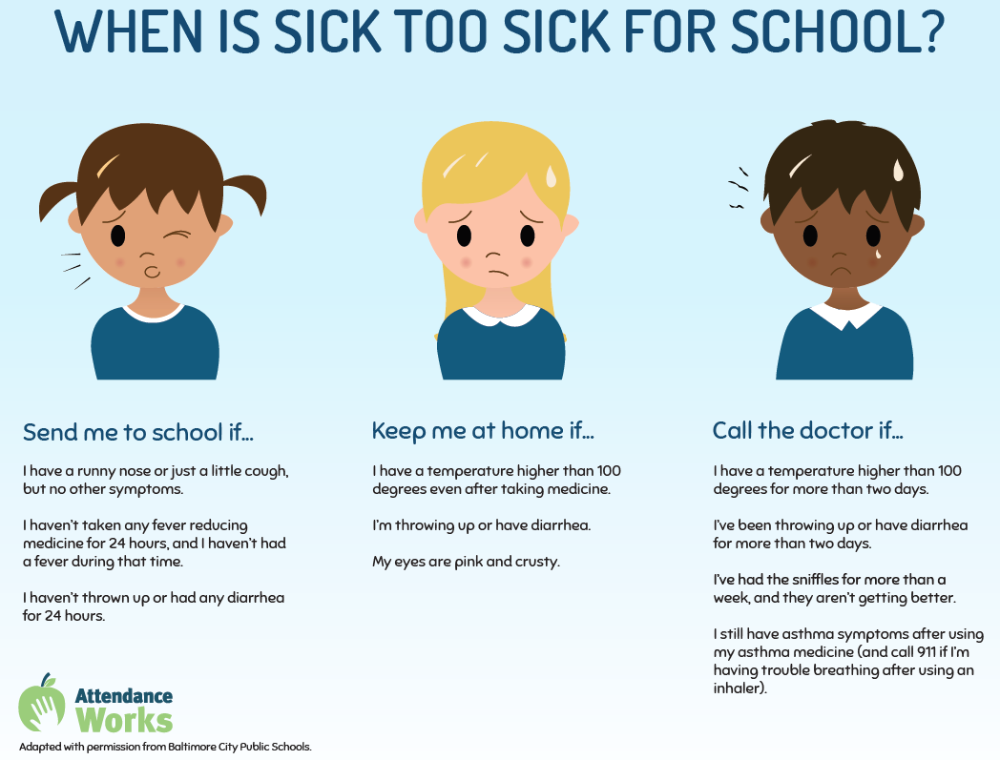 WHEN IS SICK TOO SICK FOR SCHOOL?
Send me to school if...
I have a runny nose or just a little cough,
but no other symptoms.
I haven't taken any fever reducing
medicine for 24 hours, and I haven't had
a fever during that time.
I haven't thrown up or had any diarrhea
for 24 hours.
Keep me at home if...
I have a temperature higher than 100
degrees even after taking medicine.
I'm throwing up or have diarrhea.
My eyes are pink and crusty.
Call the doctor if...
I have a temperature higher than 100
degrees for more than two days.
I've been throwing up or have diarrhea
for more than two days.
I've had the sniffles for more than a
week, and they aren't getting better.
I still have asthma symptoms after using
my asthma medicine (and call 911 if I'm
having trouble breathing after using an
inhaler).
Attendance
Works
Adapted with permission from Baltimore City Public Schools.